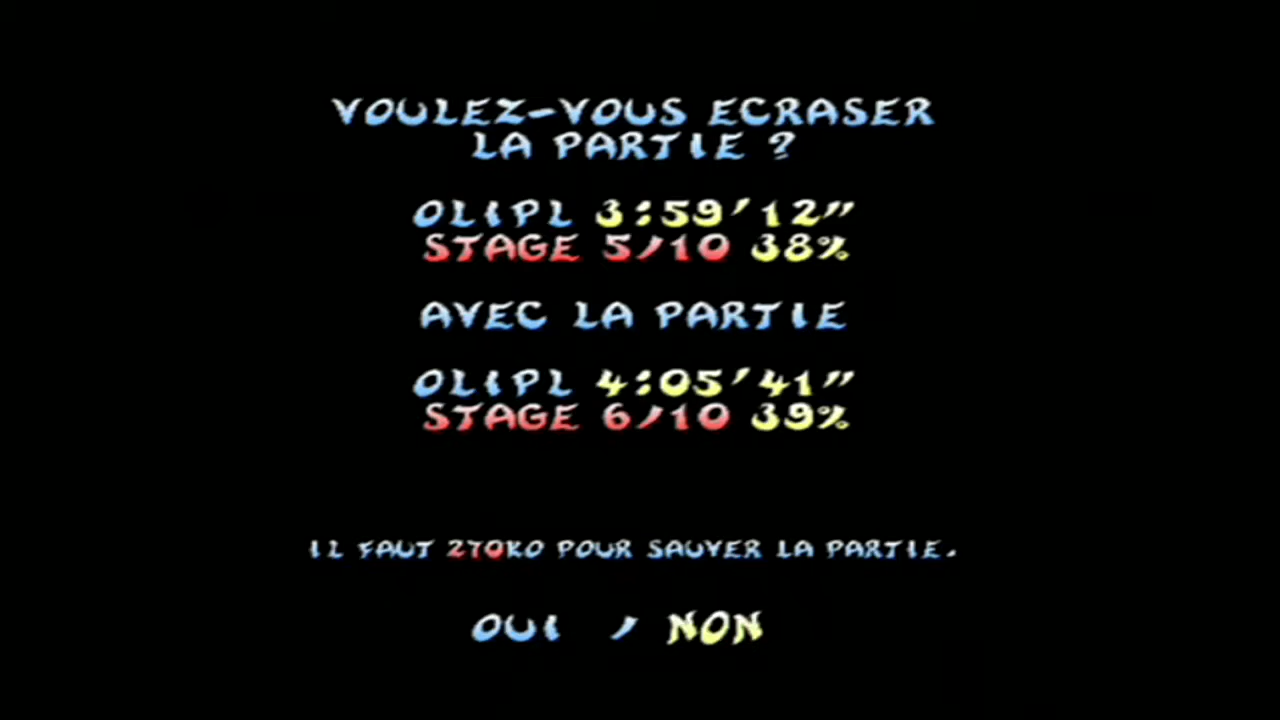 VOULEZ-VOUS ECRASER
LA PARTIE ?
OLIPL 3:59'12"
STAGE 5/10 38%
AVEC LA PARTIE
OLIPL 4:05'41"
STAGE 6/10 39%
IL FAUT 270KO POUR SAUVER LA PARTIE.
OUI / NON